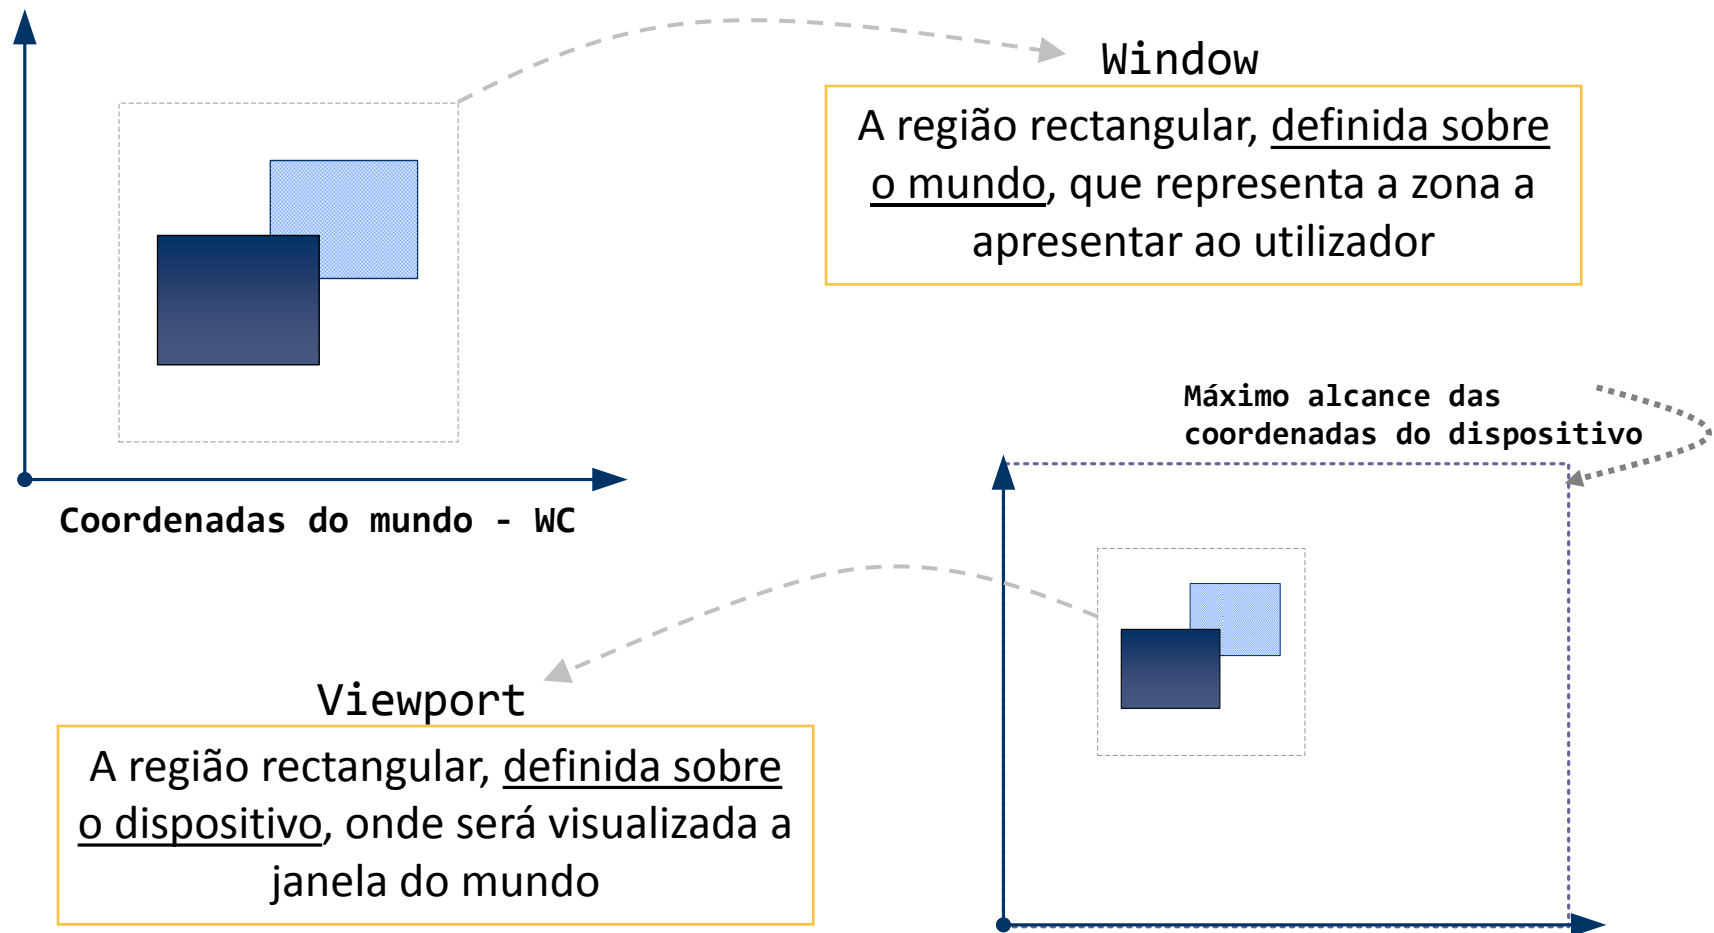 Window
A região rectangular, definida sobre
o mundo, que representa a zona a
apresentar ao utilizador
Coordenadas do mundo - WC
Máximo alcance das
coordenadas do dispositivo
Viewport
A região rectangular, definida sobre
o dispositivo, onde será visualizada a
janela do mundo